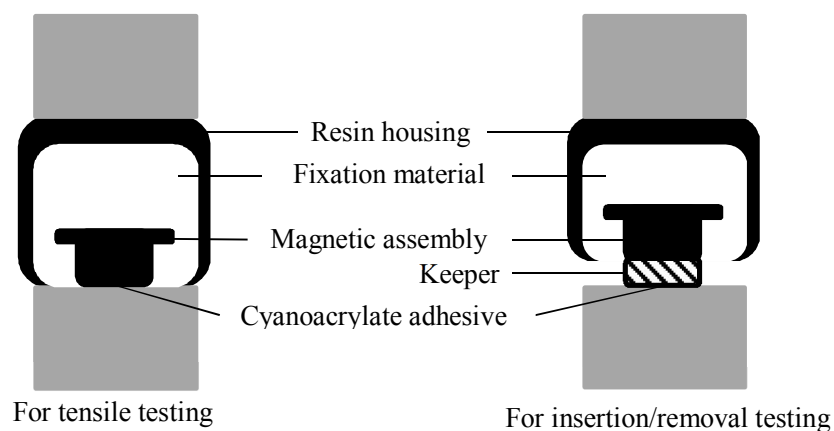 Resin housing
Fixation material
Magnetic assembly
Keeper
Cyanoacrylate adhesive
For tensile testing
For insertion/removal testing